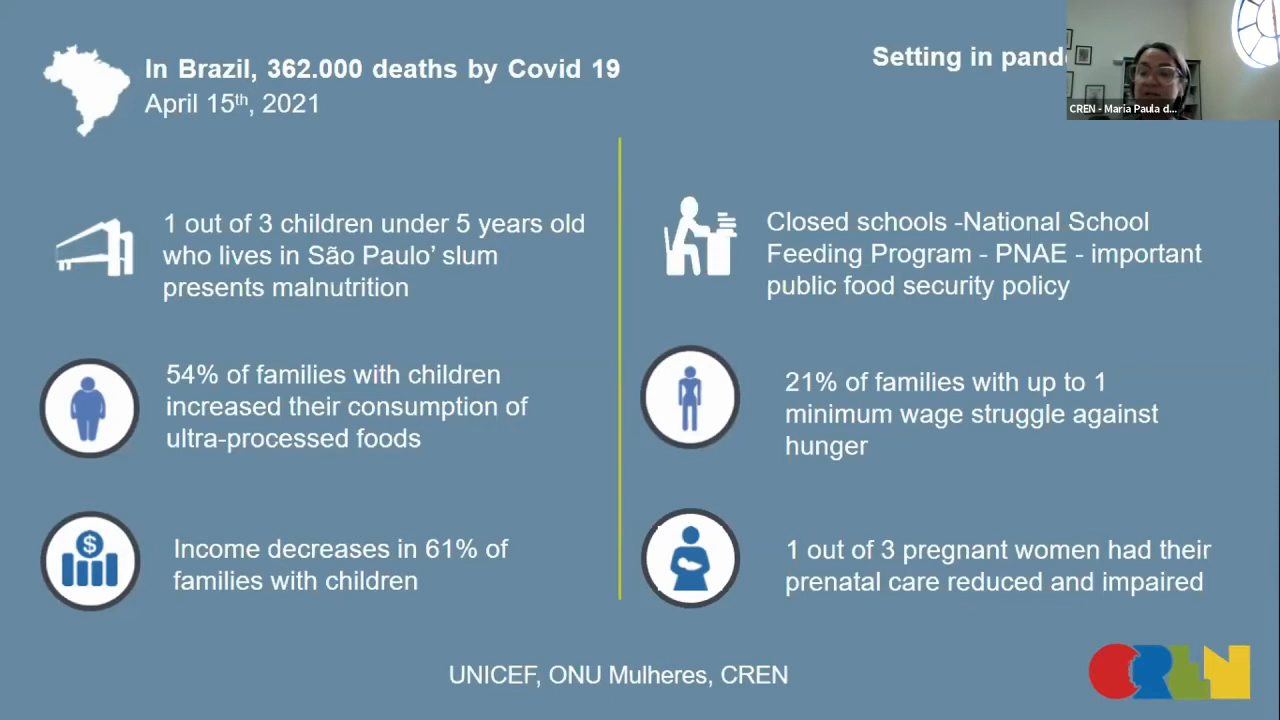 In Brazil, 362.000 deaths by Covid 19
April 15th, 2021
Setting in pand
CREN - Maria Paula d...
1 out of 3 children under 5 years old
who lives in São Paulo’ slum
presents malnutrition
54% of families with children
increased their consumption of
ultra-processed foods
$
Income decreases in 61% of
families with children
Closed schools -National School
Feeding Program - PNAE - important
public food security policy
21% of families with up to 1
minimum wage struggle against
hunger
1 out of 3 pregnant women had their
prenatal care reduced and impaired
UNICEF, ONU Mulheres, CREN
CREN